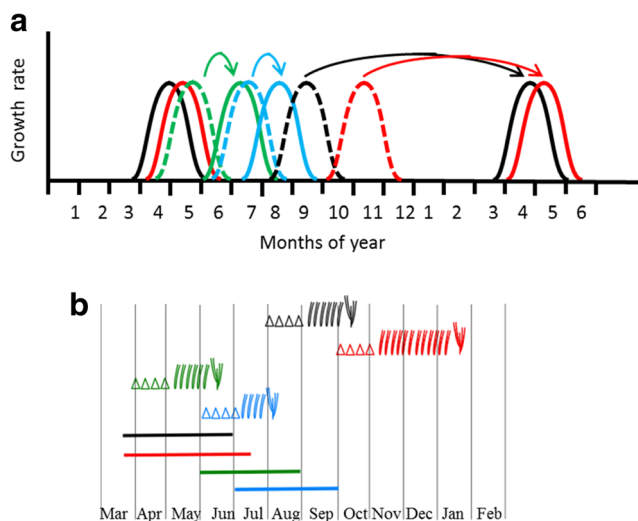 a
Growth rate
1 2 3 4 5 6 7 8 9 10 11 12 1 2 3 4 5 6
Months of year
b
Mar Apr May Jun Jul Aug Sep Oct Nov Dec Jan Feb